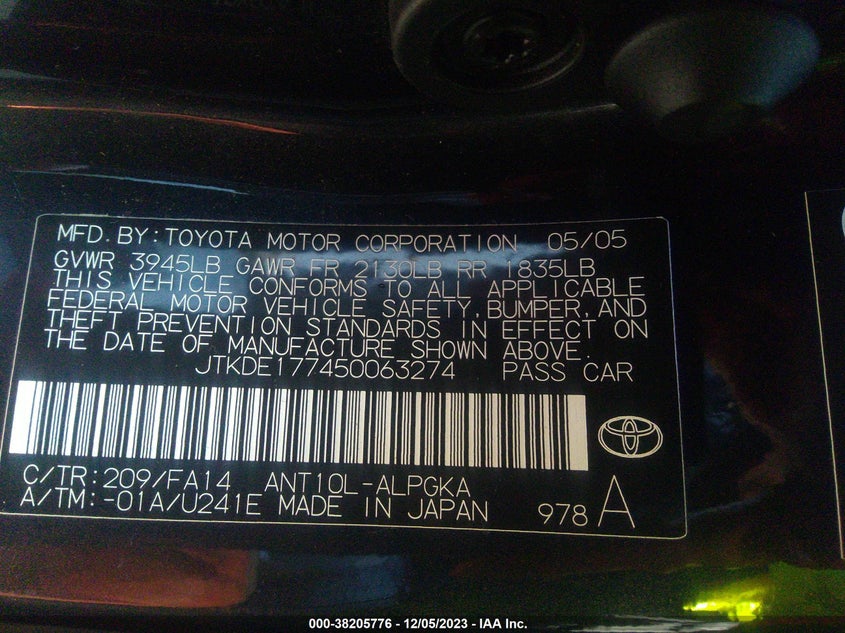 MFD. BY: TOYOTA MOTOR CORPORATION 05/05
GVWR 3945LB GAWR FR 2130LB RR 1835LB
THIS VEHICLE CONFORMS TO ALL APPLICABLE
FEDERAL MOTOR VEHICLE SAFETY, BUMPER, AND
THEFT PREVENTION STANDARDS IN EFFECT ON
THE DATE OF MANUFACTURE SHOWN ABOVE.
JTKDE177450063274 PASS CAR
C/TR: 209/FA14 ANT10L-ALPGKA
A/TM: -01A/U241E MADE IN JAPAN 978 A
000-38205776 - 12/05/2023 - IAA Inc.